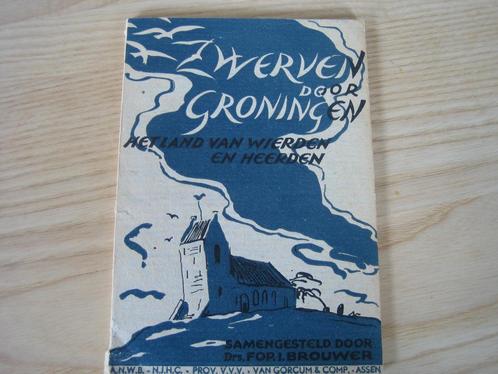 ZWERVEN
DOOR
GRONINGEN
HET LAND VAN WIERDEN
EN HEERDEN
SAMENGESTELD DOOR
Drs. FOP. I. BROUWER
A.N.W.B. - N.J.H.C. - PROV. V.V.V. - VAN GORCUM & COMP. - ASSEN